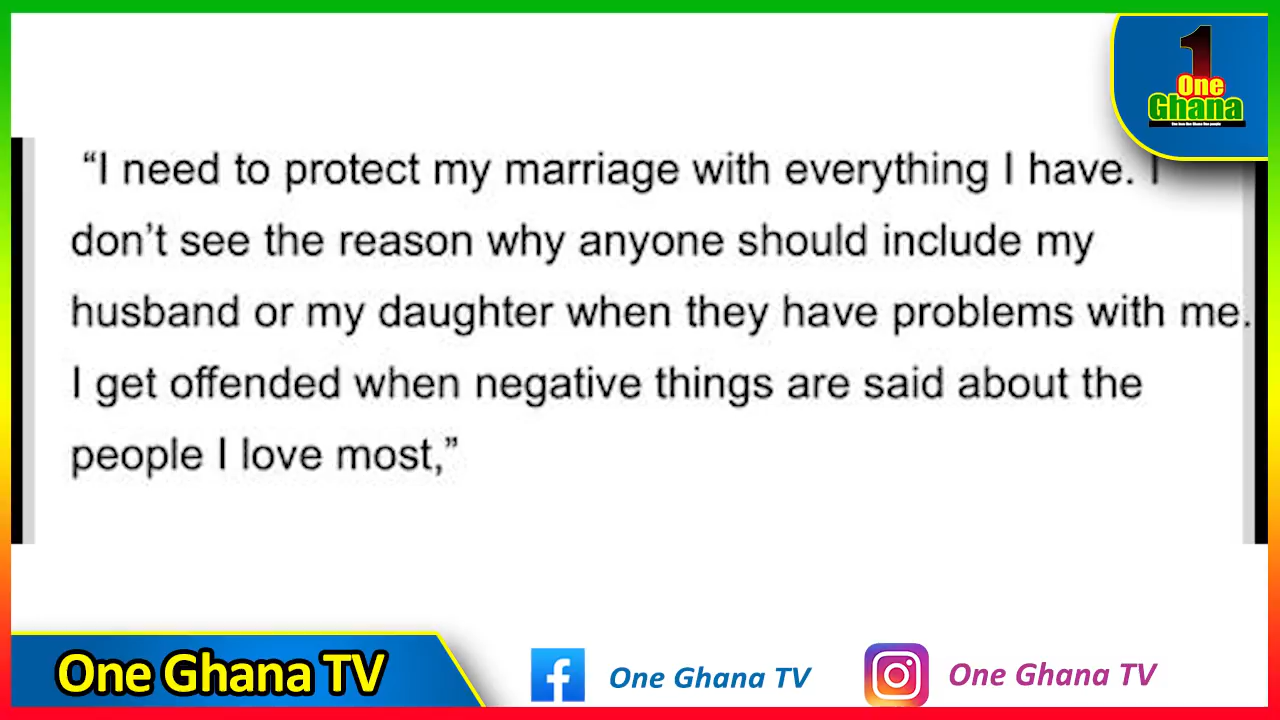 1
One
Ghana
“I need to protect my marriage with everything I have. I
don’t see the reason why anyone should include my
husband or my daughter when they have problems with me.
I get offended when negative things are said about the
people I love most,”
One Ghana TV
One Ghana TV
One Ghana TV